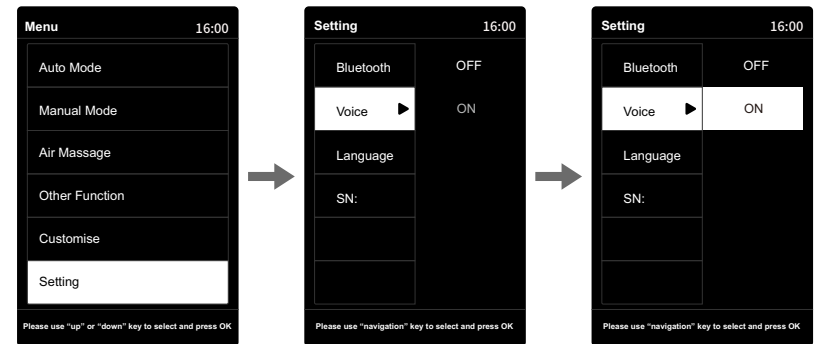 Menu 16:00
Auto Mode
Manual Mode
Air Massage
Other Function
Customise
Setting
Please use “up” or “down” key to select and press OK
Setting 16:00
Bluetooth OFF
Voice ON
Language
SN:
Please use “navigation” key to select and press OK
Setting 16:00
Bluetooth OFF
Voice ON
Language
SN:
Please use “navigation” key to select and press OK